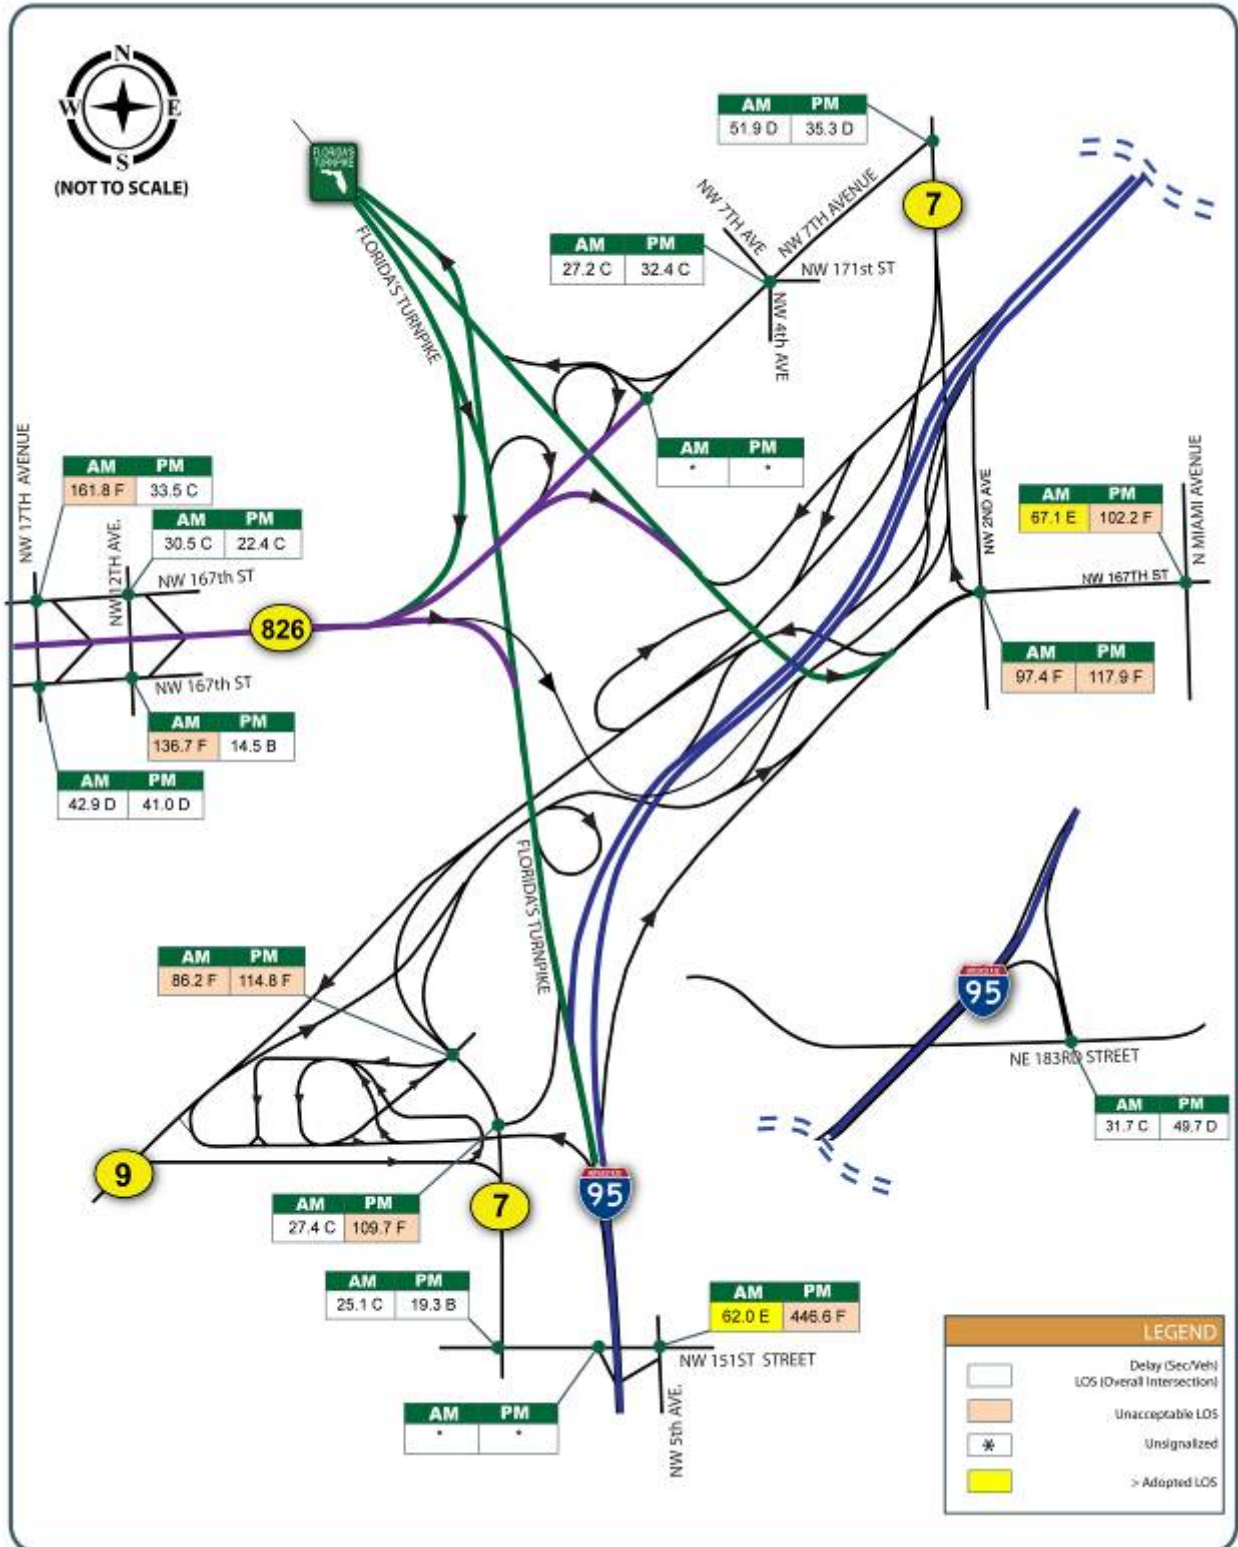 N
W E
S
(NOT TO SCALE)
FLORIDA'S
TURNPIKE
AM PM
51.9 D 35.3 D
7
NW 7TH AVENUE
NW 7TH AVE
AM PM
27.2 C 32.4 C
NW 171st ST
NW 4th AVE
FLORIDA'S TURNPIKE
AM PM
* *
NW 17TH AVENUE
AM PM
161.8 F 33.5 C
AM PM
30.5 C 22.4 C
NW 12TH AVE.
NW 167th ST
826
NW 167th ST
AM PM
136.7 F 14.5 B
AM PM
42.9 D 41.0 D
NW 2ND AVE
AM PM
67.1 E 102.2 F
N MIAMI AVENUE
NW 167TH ST
AM PM
97.4 F 117.9 F
FLORIDA'S TURNPIKE
AM PM
86.2 F 114.8 F
95
NE 183RD STREET
AM PM
31.7 C 49.7 D
9
AM PM
27.4 C 109.7 F
7
95
AM PM
25.1 C 19.3 B
AM PM
62.0 E 446.6 F
NW 151ST STREET
AM PM
* *
NW 5th AVE.
LEGEND
Delay (Sec/Veh)
LOS (Overall Intersection)
Unacceptable LOS
* Unsignalized
> Adopted LOS